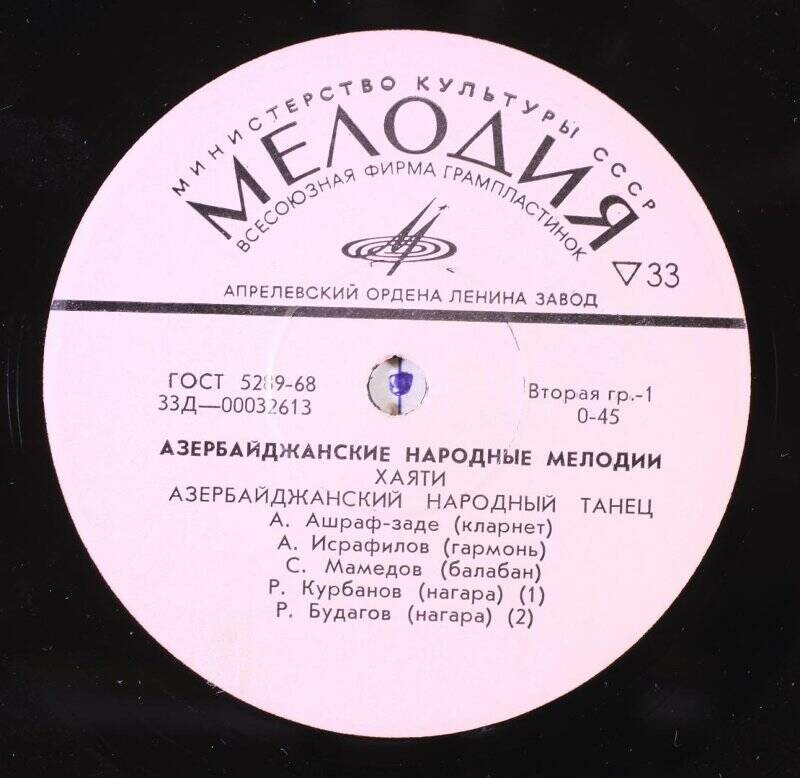 МИНИСТЕРСТВО КУЛЬТУРЫ СССР
МЕЛОДИЯ
ВСЕСОЮЗНАЯ ФИРМА ГРАМПЛАСТИНОК
33
АПРЕЛЕВСКИЙ ОРДЕНА ЛЕНИНА ЗАВОД
ГОСТ 5289-68
33Д—00032613
Вторая гр.-1
0-45
АЗЕРБАЙДЖАНСКИЕ НАРОДНЫЕ МЕЛОДИИ
ХАЯТИ
АЗЕРБАЙДЖАНСКИЙ НАРОДНЫЙ ТАНЕЦ
А. Ашраф-заде (кларнет)
А. Исрафилов (гармонь)
С. Мамедов (балабан)
Р. Курбанов (нагара) (1)
Р. Будагов (нагара) (2)